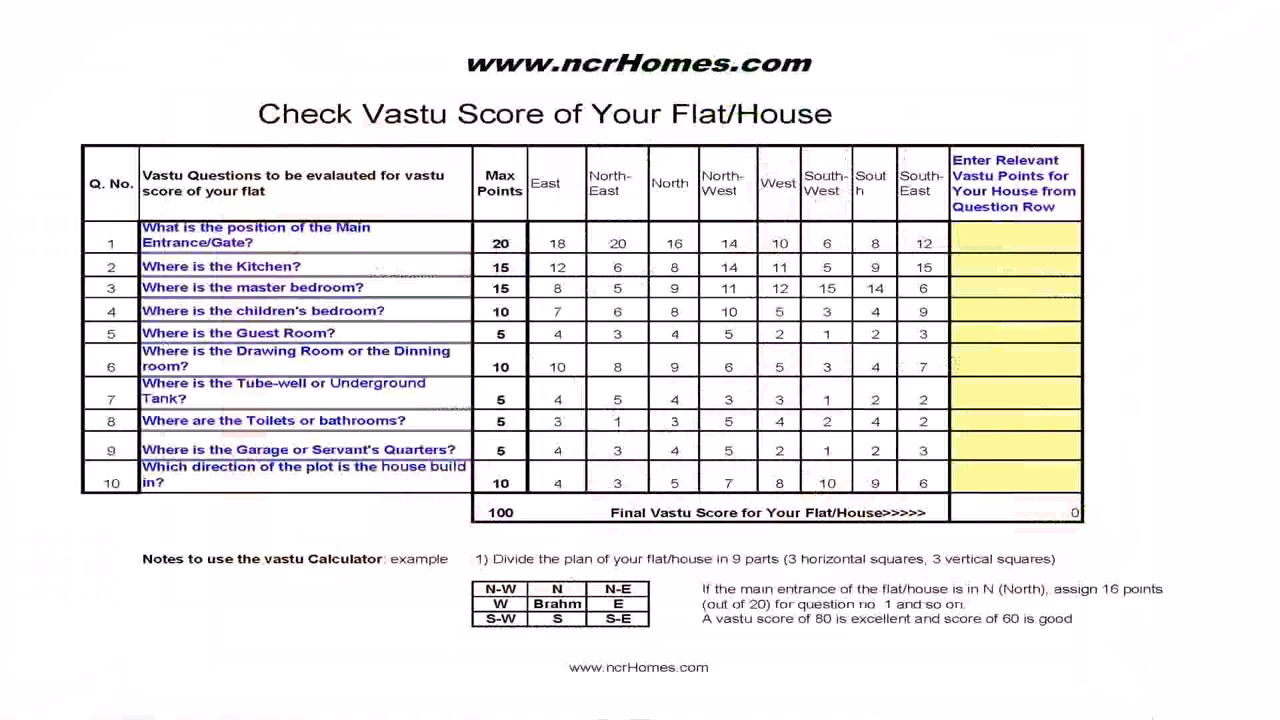 www.ncrHomes.com
Check Vastu Score of Your Flat/House
Q. No. Vastu Questions to be evalauted for vastu score of your flat Max Points East North-East North North-West West South-West Sout h South-East Enter Relevant Vastu Points for Your House from Question Row
1 What is the position of the Main Entrance/Gate? 20 18 20 16 14 10 6 8 12
2 Where is the Kitchen? 15 12 6 8 14 11 5 9 15
3 Where is the master bedroom? 15 8 5 9 11 12 15 14 6
4 Where is the children's bedroom? 10 7 6 8 10 5 3 4 9
5 Where is the Guest Room? 5 4 3 4 5 2 1 2 3
6 Where is the Drawing Room or the Dinning room? 10 10 8 9 6 5 3 4 7
7 Where is the Tube-well or Underground Tank? 5 4 5 4 3 3 1 2 2
8 Where are the Toilets or bathrooms? 5 3 1 3 5 4 2 4 2
9 Where is the Garage or Servant's Quarters? 5 4 3 4 5 2 1 2 3
10 Which direction of the plot is the house build in? 10 4 3 5 7 8 10 9 6
100 Final Vastu Score for Your Flat/House>>>>> 0
Notes to use the vastu Calculator: example 1) Divide the plan of your flat/house in 9 parts (3 horizontal squares, 3 vertical squares)
N-W N N-E If the main entrance of the flat/house is in N (North), assign 16 points
W Brahm E (out of 20) for question no 1 and so on.
S-W S S-E A vastu score of 80 is excellent and score of 60 is good
www.ncrHomes.com